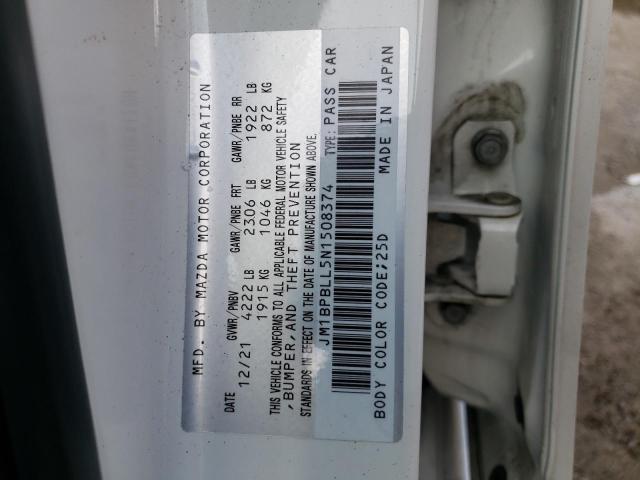 MFD. BY MAZDA MOTOR CORPORATION
DATE GVWR/PNBV GAWR/PNBE FRT GAWR/PNBE RR
12/21 4222 LB 2306 LB 1922 LB
1915 KG 1046 KG 872 KG
THIS VEHICLE CONFORMS TO ALL APPLICABLE FEDERAL MOTOR VEHICLE SAFETY
, BUMPER, AND THEFT PREVENTION
STANDARDS IN EFFECT ON THE DATE OF MANUFACTURE SHOWN ABOVE.
JM1BPBLL5N1508374 TYPE: PASS CAR
BODY COLOR CODE;25D MADE IN JAPAN